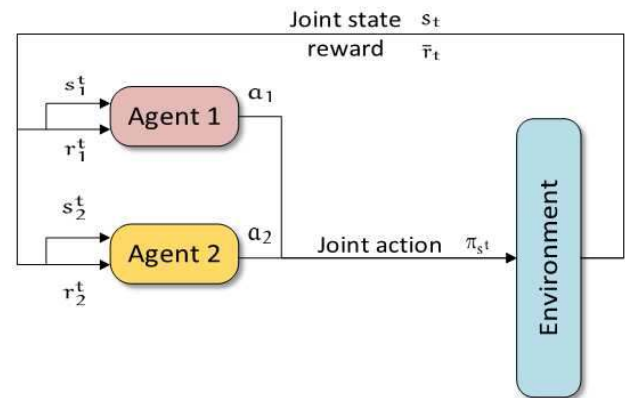 Joint state s_t
reward r̄_t
s_1^t
a_1
Agent 1
r_1^t
s_2^t
a_2
Agent 2
Joint action π_{s^t}
r_2^t
Environment